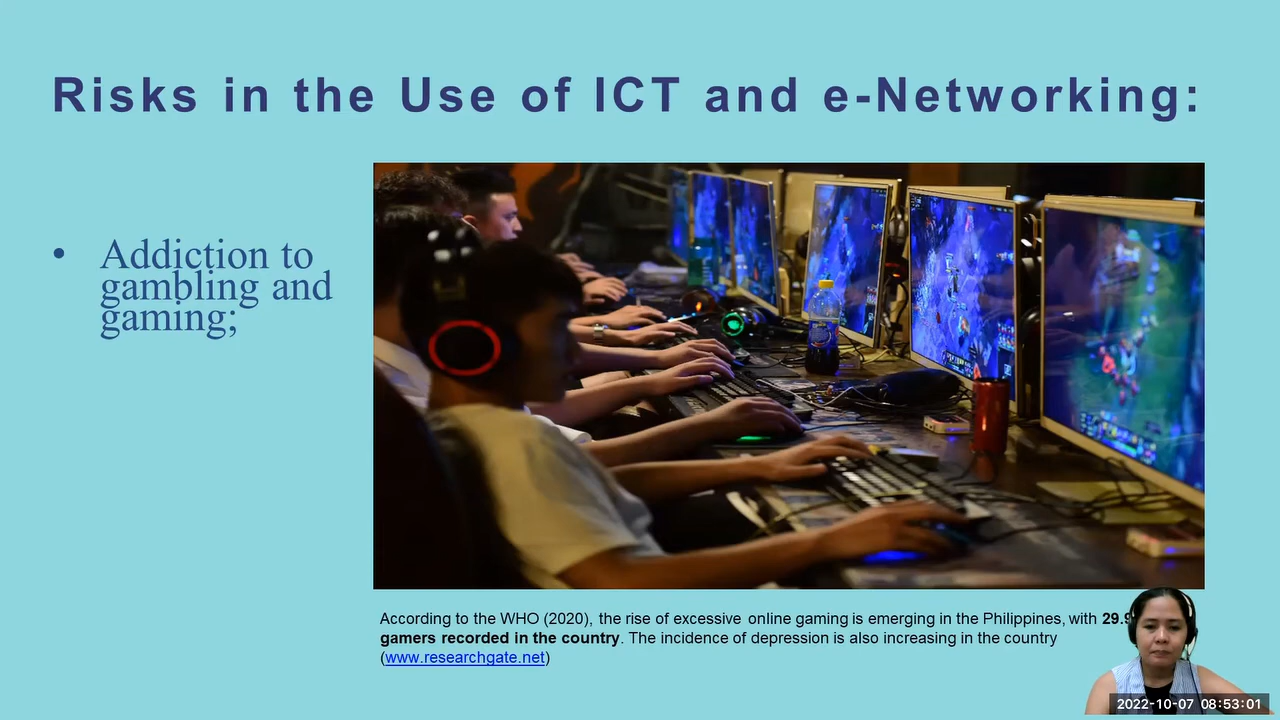 Risks in the Use of ICT and e-Networking:
• Addiction to
gambling and
gaming;
According to the WHO (2020), the rise of excessive online gaming is emerging in the Philippines, with 29.9
gamers recorded in the country. The incidence of depression is also increasing in the country
(www.researchgate.net)
2022-10-07 08:53:01